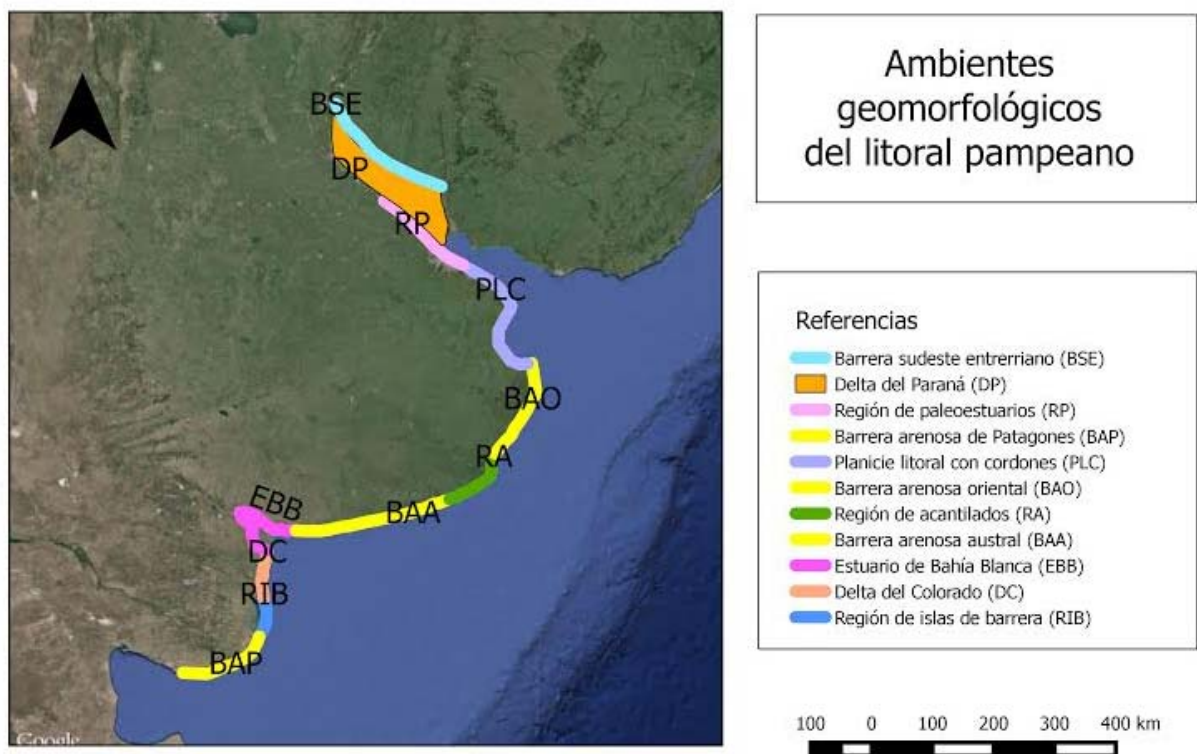 BSE
DP
RP
PLC
BAO
RA
BAA
EBB
DC
RIB
BAP
Google
Ambientes
geomorfológicos
del litoral pampeano
Referencias
Barrera sudeste entrerriano (BSE)
Delta del Paraná (DP)
Región de paleoestuarios (RP)
Barrera arenosa de Patagones (BAP)
Planicie litoral con cordones (PLC)
Barrera arenosa oriental (BAO)
Región de acantilados (RA)
Barrera arenosa austral (BAA)
Estuario de Bahía Blanca (EBB)
Delta del Colorado (DC)
Región de islas de barrera (RIB)
100 0 100 200 300 400 km